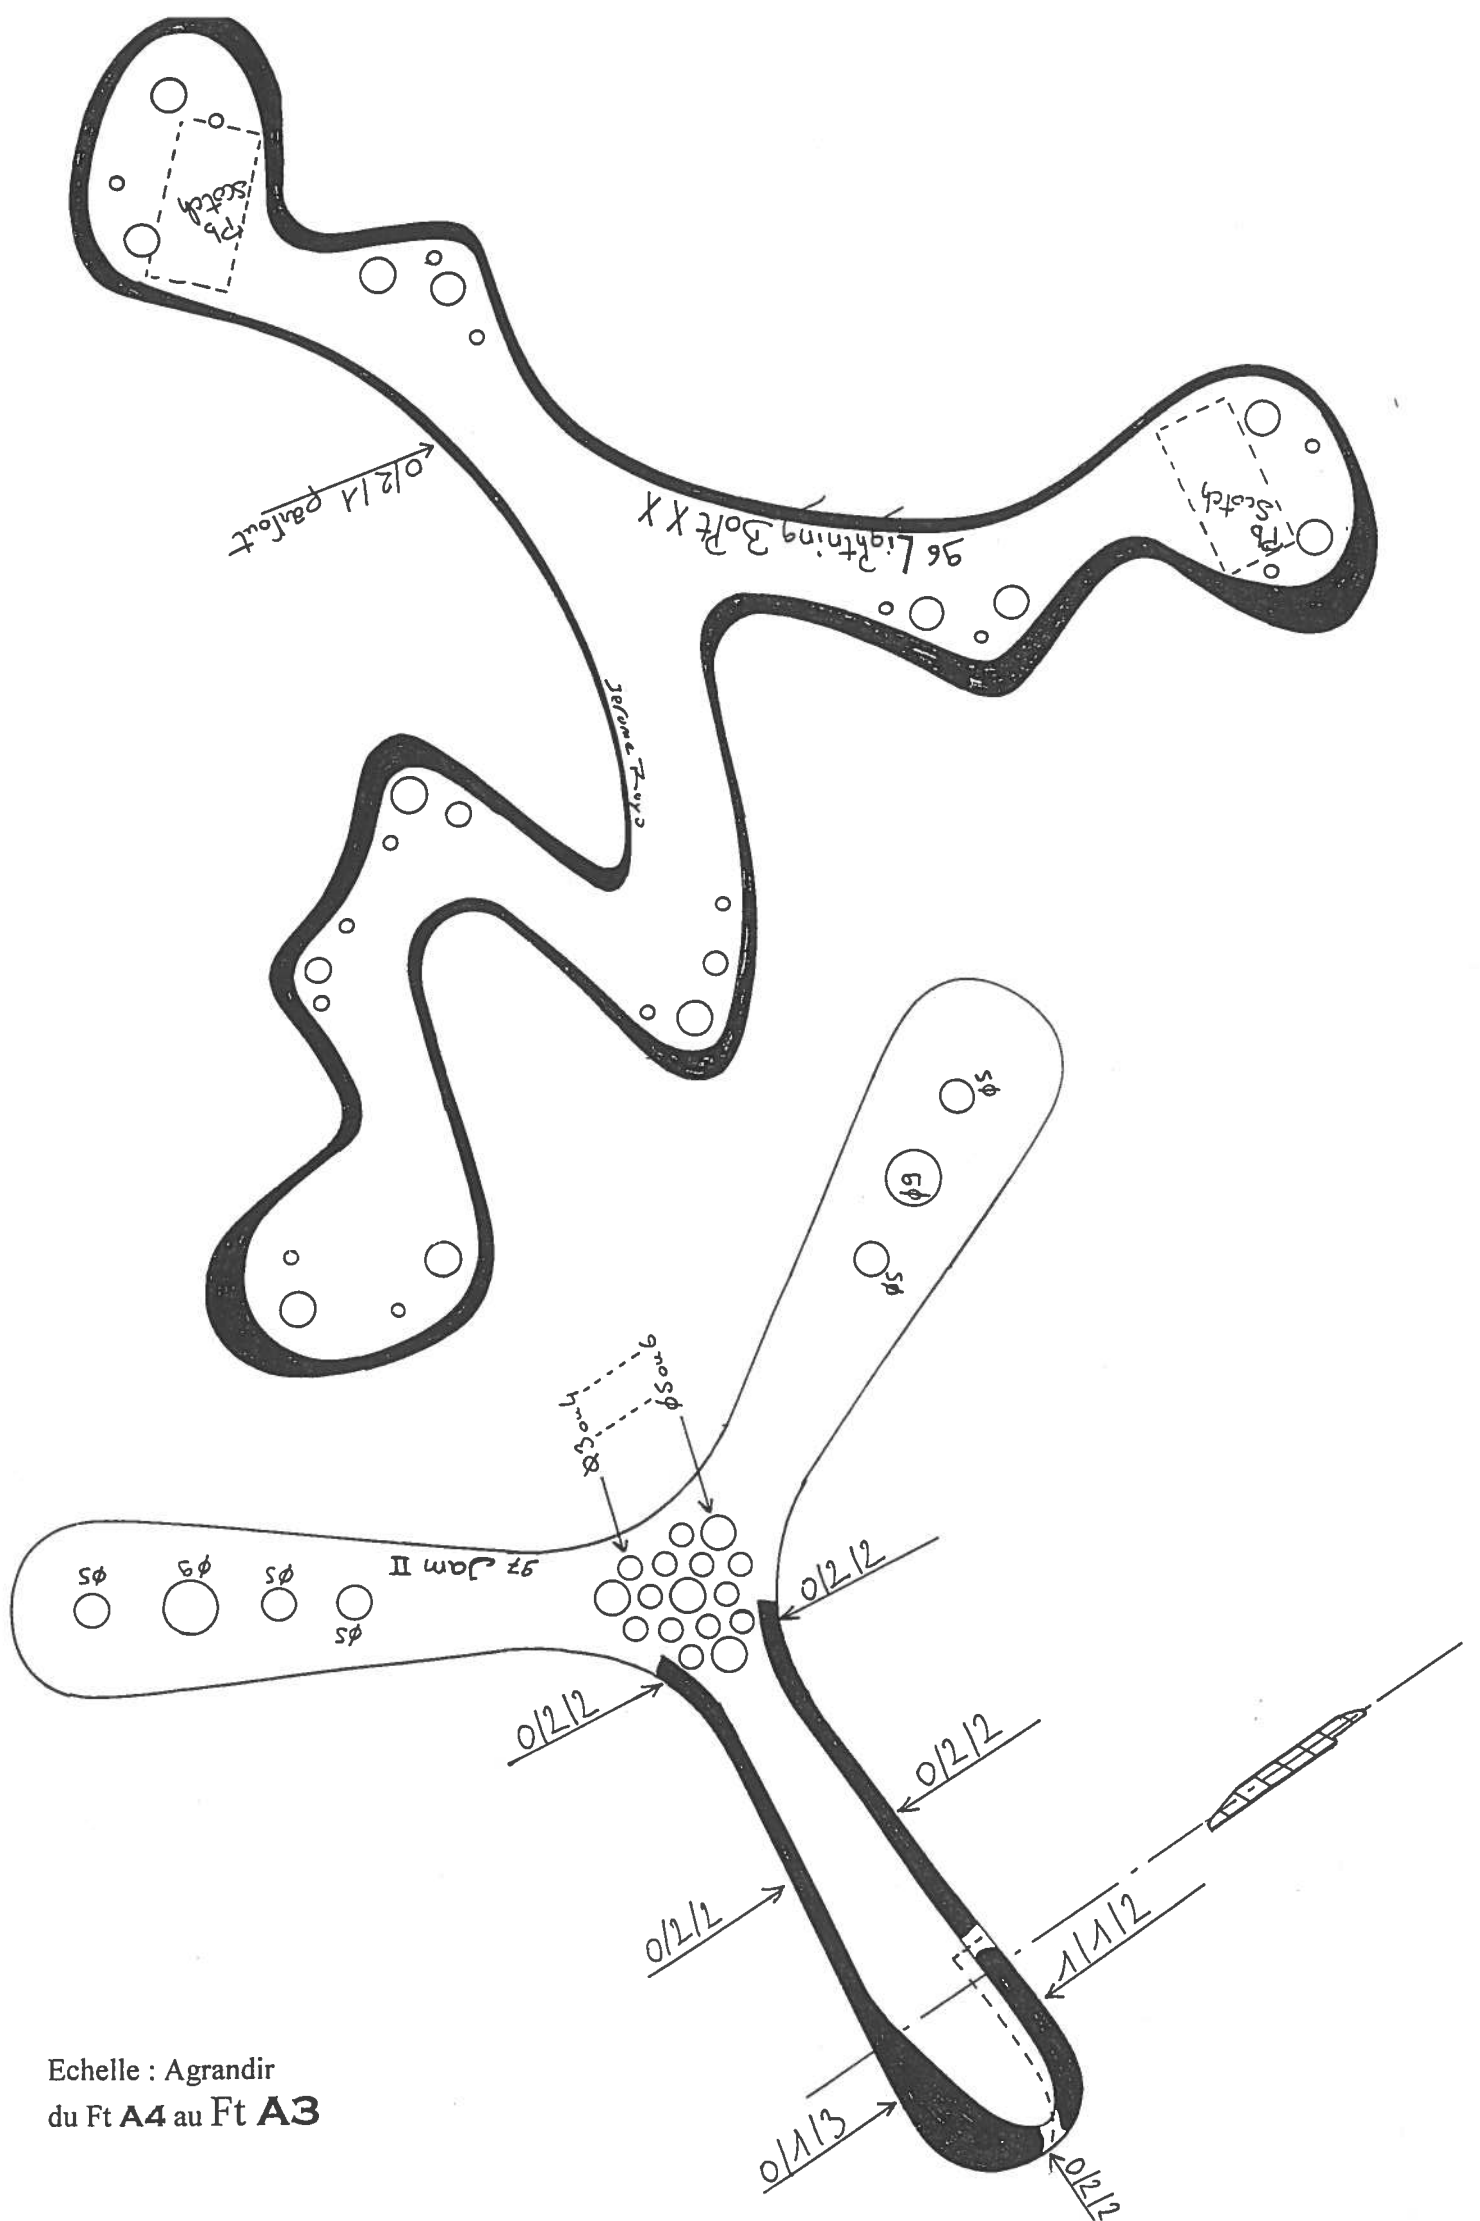 Pb
Scotch
0/2/1 partout
96 Lightning Bolt XX
Pb
Scotch
Jerome Royo
ø5
ø9
ø5
ø3 ou 4
ø5 ou 6
97 Jam II
ø5
ø9
ø5
ø5
0/2/2
0/2/2
0/2/2
0/2/2
1/1/2
0/1/3
0/2/2
Echelle : Agrandir
du Ft A4 au Ft A3